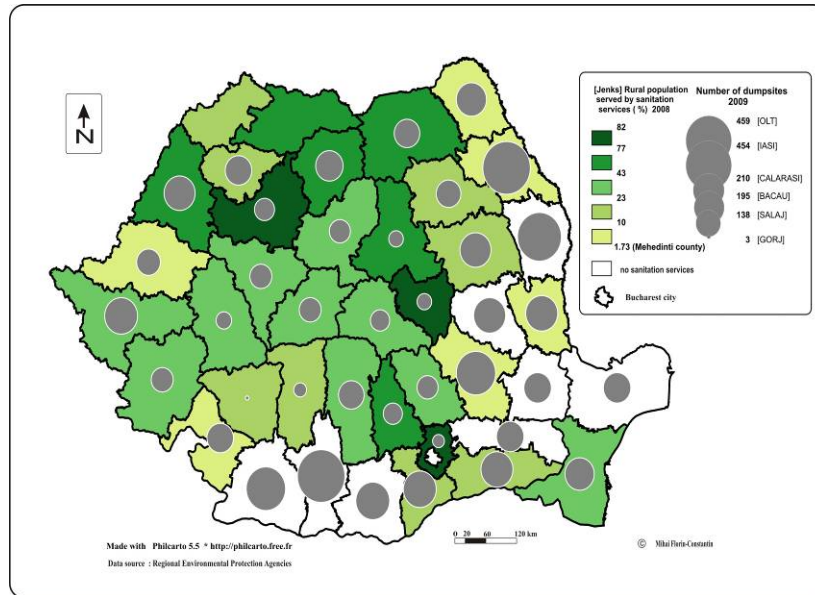 N
[Jenks] Rural population
served by sanitation
services ( %) 2008
82
77
43
23
10
1.73 (Mehedinti county)
no sanitation services
Bucharest city
Number of dumpsites
2009
459 [OLT]
454 [IASI]
210 [CALARASI]
195 [BACAU]
138 [SALAJ]
3 [GORJ]
Made with Philcarto 5.5 * http://philcarto.free.fr
Data source : Regional Environmental Protection Agencies
0 20 60 120 km
© Mihai Florin-Constantin